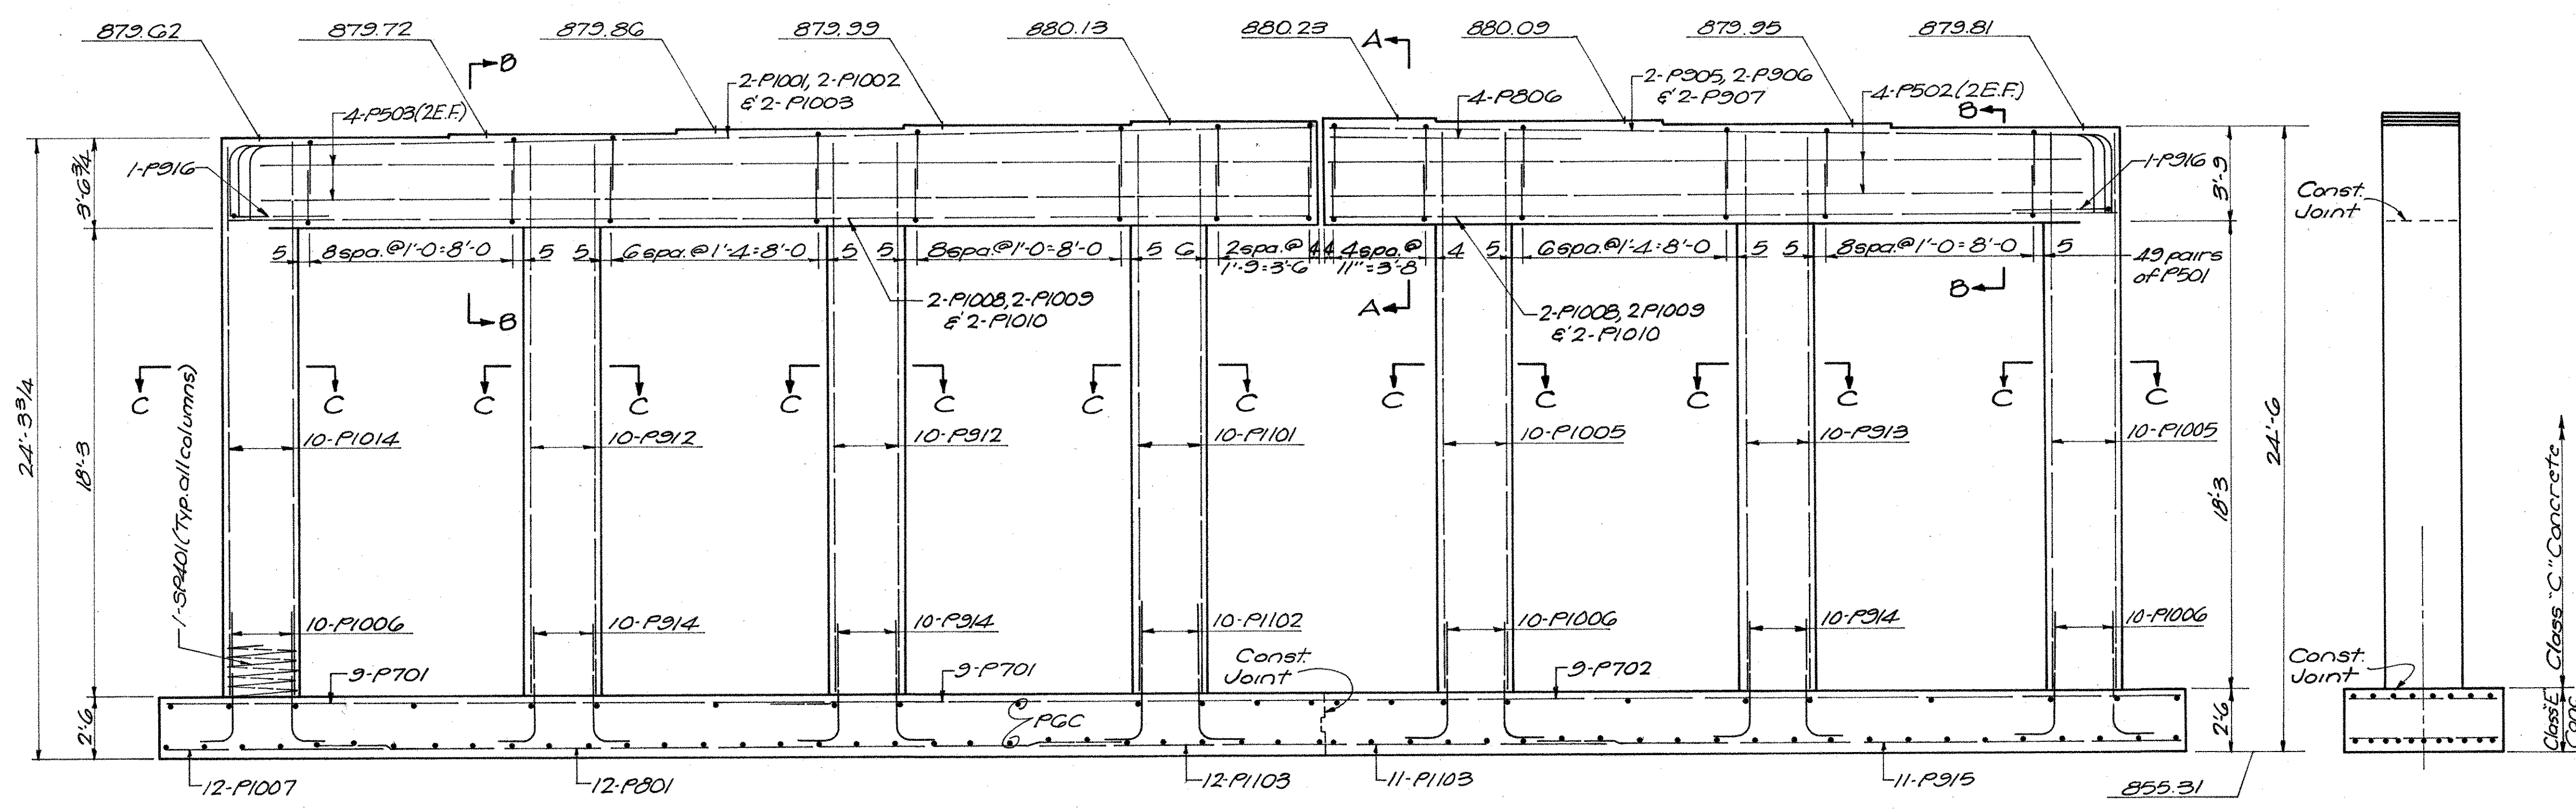 879.62
879.72
879.86
879.99
880.13
880.23
880.09
879.95
879.81
B
A
2-P1001, 2-P1002
& 2-P1003
2-P905, 2-P906
& 2-P907
4-P503(2E.F.)
4-P806
4-P502(2E.F.)
B
1-P916
1-P916
3'-6 3/4
3'-9
Const.
Joint
5
8spa.@1'-0=8'-0
5
5
6spa.@1'-4=8'-0
5
5
8spa.@1'-0=8'-0
5
6
2spa.@
1'-9=3'-6
4
4
4spa.@
11"=3'-8
4
5
6spa.@1'-4=8'-0
5
5
8spa.@1'-0=8'-0
5
49 pairs
of P501
B
2-P1008, 2-P1009
& 2-P1010
A
2-P1008, 2P1009
& 2-P1010
B
C
C
C
C
C
C
C
C
C
C
C
C
C
C
24'-3 3/4
18'-3
1-SP401 (Typ. all columns)
10-P1014
10-P912
10-P912
10-P1101
10-P1005
10-P913
10-P1005
18'-3
24'-6
Class "C" Concrete
10-P1006
10-P914
10-P914
10-P1102
10-P1006
10-P914
10-P1006
9-P701
9-P701
Const.
Joint
9-P702
Const.
Joint
2'-6
PGC
2'-6
Class "E"
Conc.
12-P1007
12-P801
12-P1103
11-P1103
11-P915
855.31